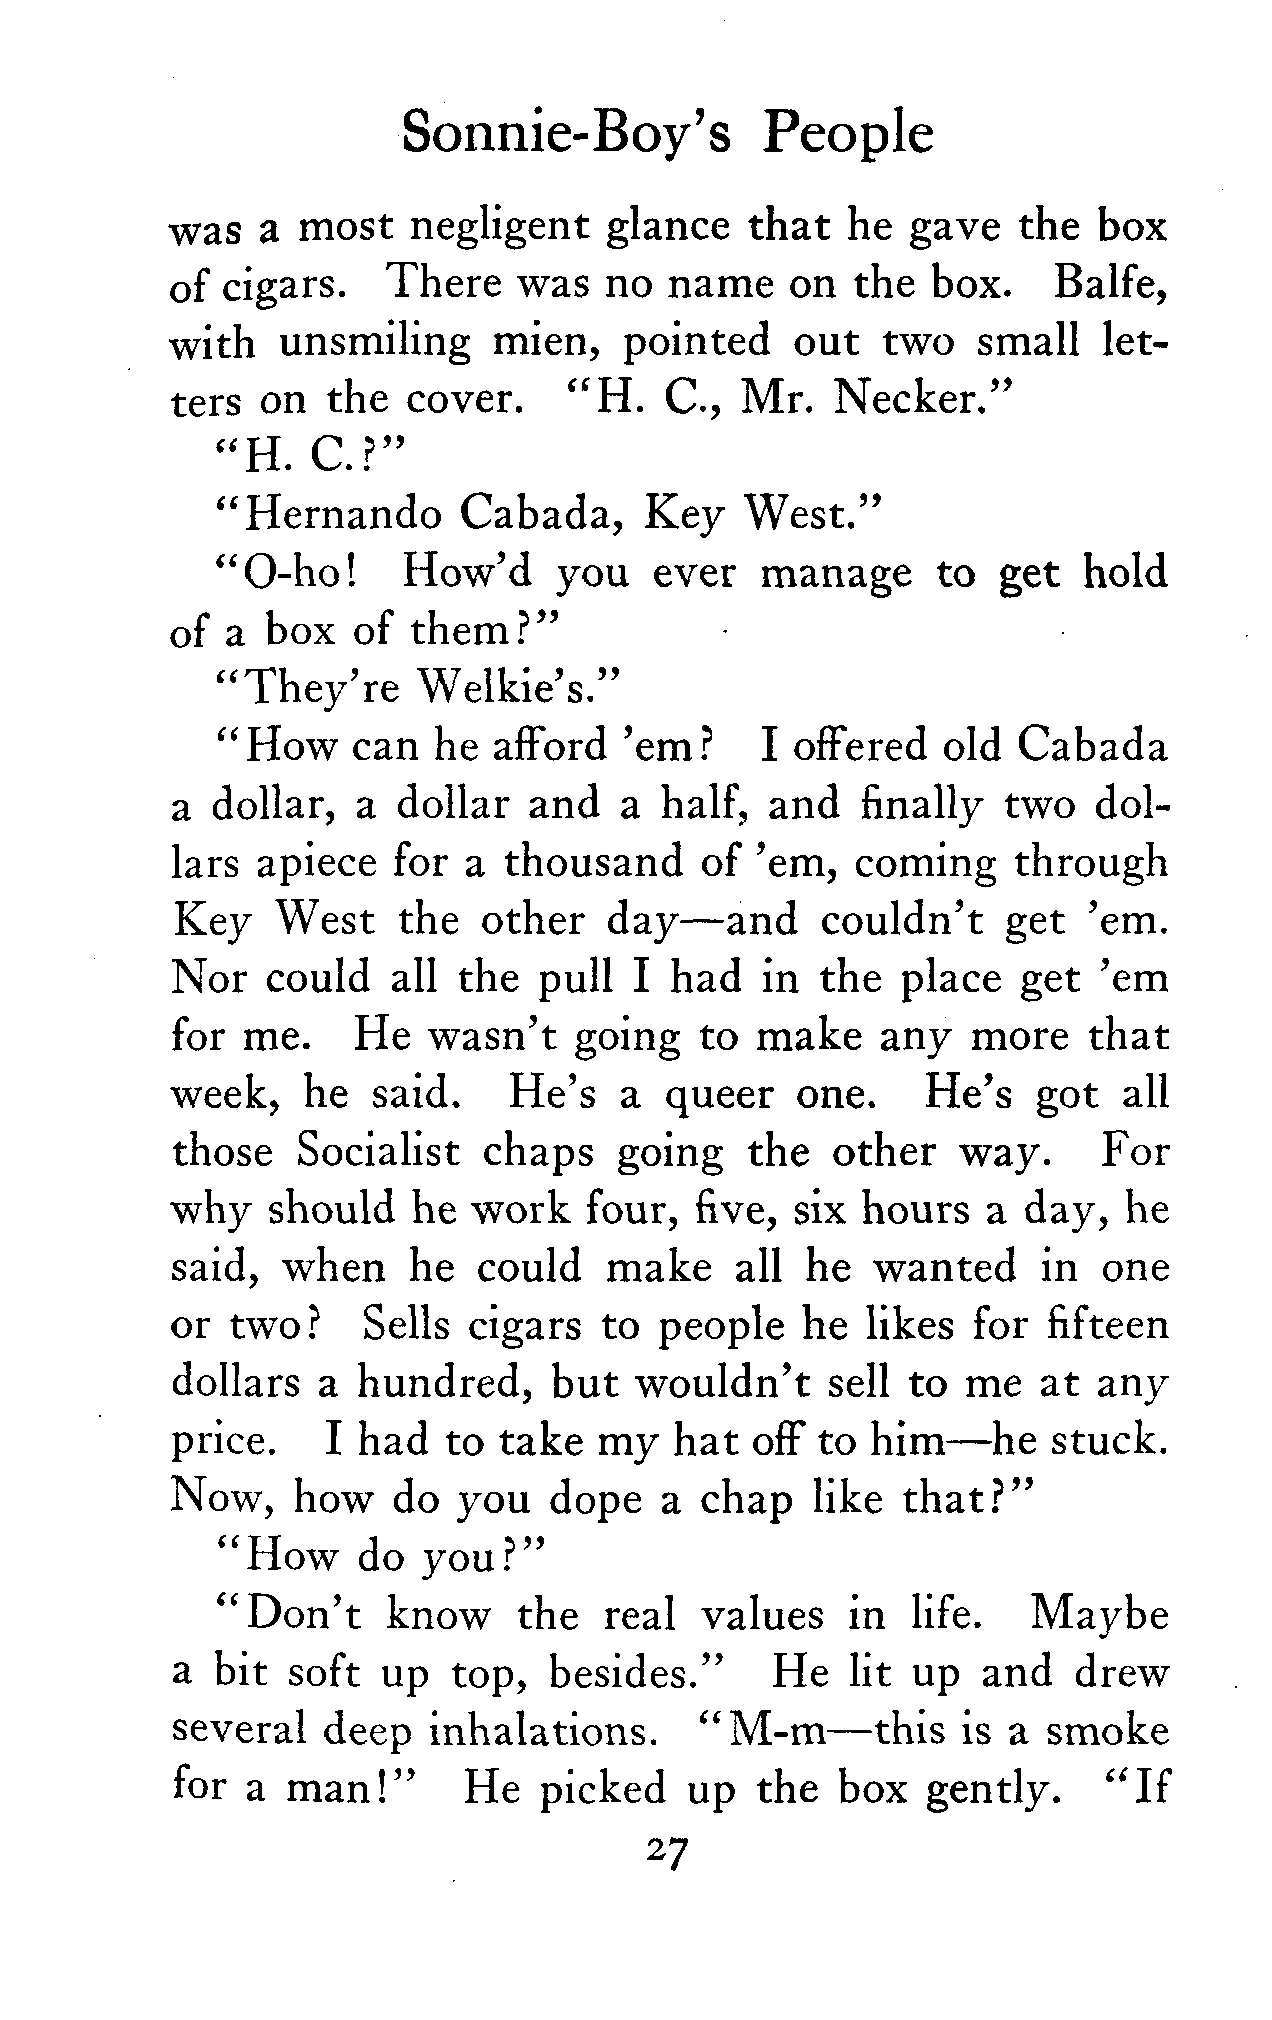 Sonnie-Boy's People
was a most negligent glance that he gave the box
of cigars. There was no name on the box. Balfe,
with unsmiling mien, pointed out two small let-
ters on the cover. "H. C., Mr. Necker."
"H. C.?"
"Hernando Cabada, Key West."
"O-ho! How'd you ever manage to get hold
of a box of them?"
"They're Welkie's."
"How can he afford 'em? I offered old Cabada
a dollar, a dollar and a half, and finally two dol-
lars apiece for a thousand of 'em, coming through
Key West the other day—and couldn't get 'em.
Nor could all the pull I had in the place get 'em
for me. He wasn't going to make any more that
week, he said. He's a queer one. He's got all
those Socialist chaps going the other way. For
why should he work four, five, six hours a day, he
said, when he could make all he wanted in one
or two? Sells cigars to people he likes for fifteen
dollars a hundred, but wouldn't sell to me at any
price. I had to take my hat off to him—he stuck.
Now, how do you dope a chap like that?"
"How do you?"
"Don't know the real values in life. Maybe
a bit soft up top, besides." He lit up and drew
several deep inhalations. "M-m—this is a smoke
for a man!" He picked up the box gently. "If
27